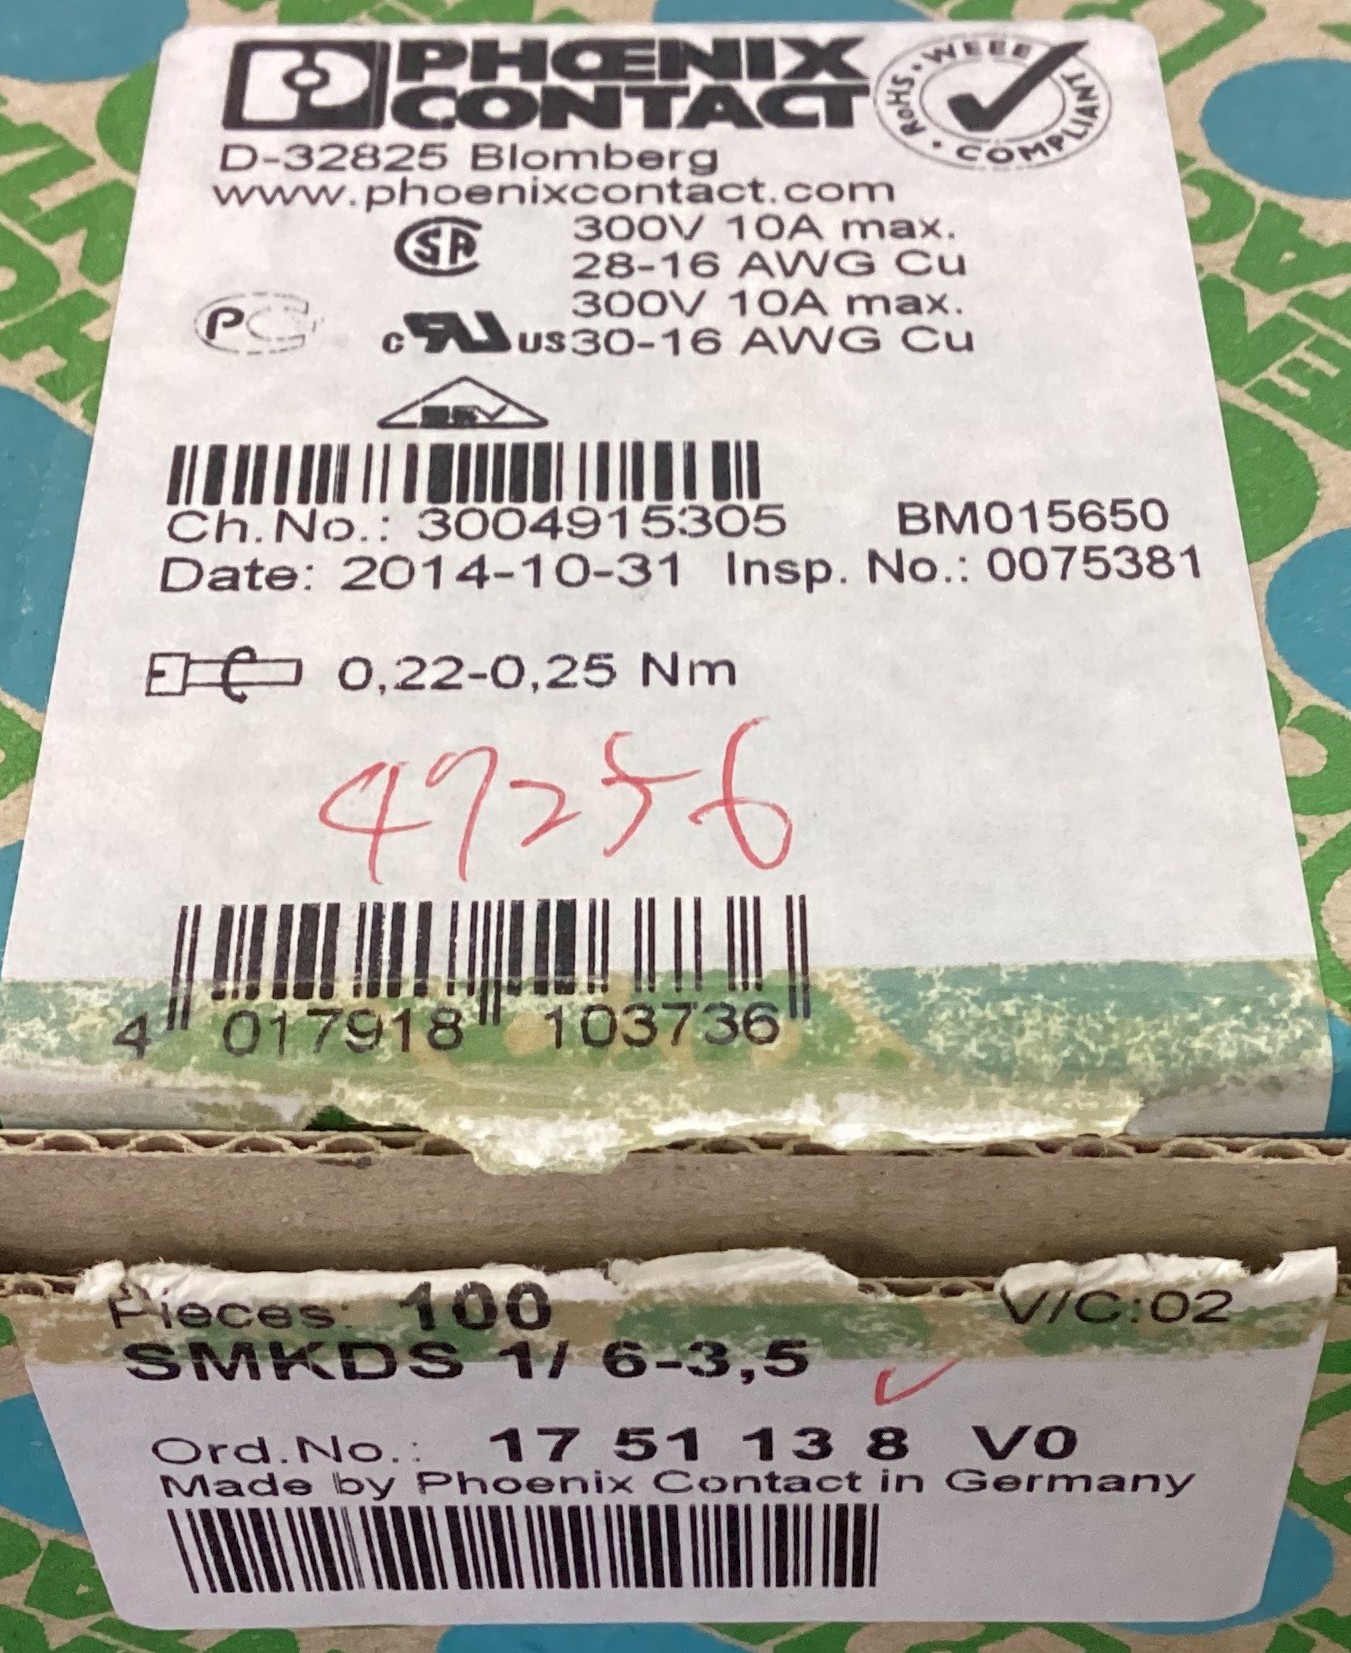 PHŒNIX
CONTACT
WEEE RoHS COMPLIANT
D-32825 Blomberg
www.phoenixcontact.com
300V 10A max.
28-16 AWG Cu
300V 10A max.
30-16 AWG Cu
Ch.No.: 3004915305 BM015650
Date: 2014-10-31 Insp. No.: 0075381
0,22-0,25 Nm
47256
4 017918 103736
Pieces: 100 V/C:02
SMKDS 1/ 6-3,5
Ord.No.: 17 51 13 8 V0
Made by Phoenix Contact in Germany